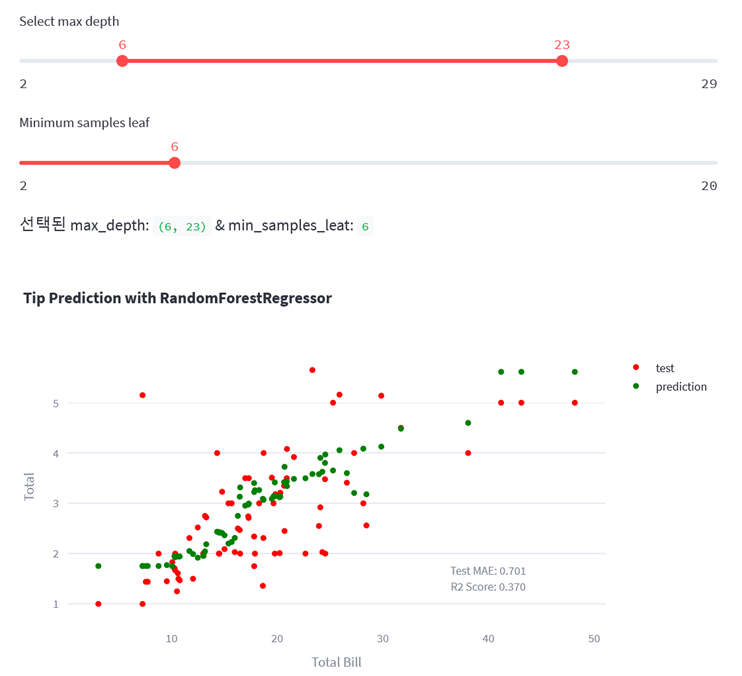 Select max depth
6 23
2 29
Minimum samples leaf
6
2 20
선택된 max_depth: (6, 23) & min_samples_leat: 6
Tip Prediction with RandomForestRegressor
test
prediction
5
4
3
2
1
Total
Test MAE: 0.701
R2 Score: 0.370
10 20 30 40 50
Total Bill